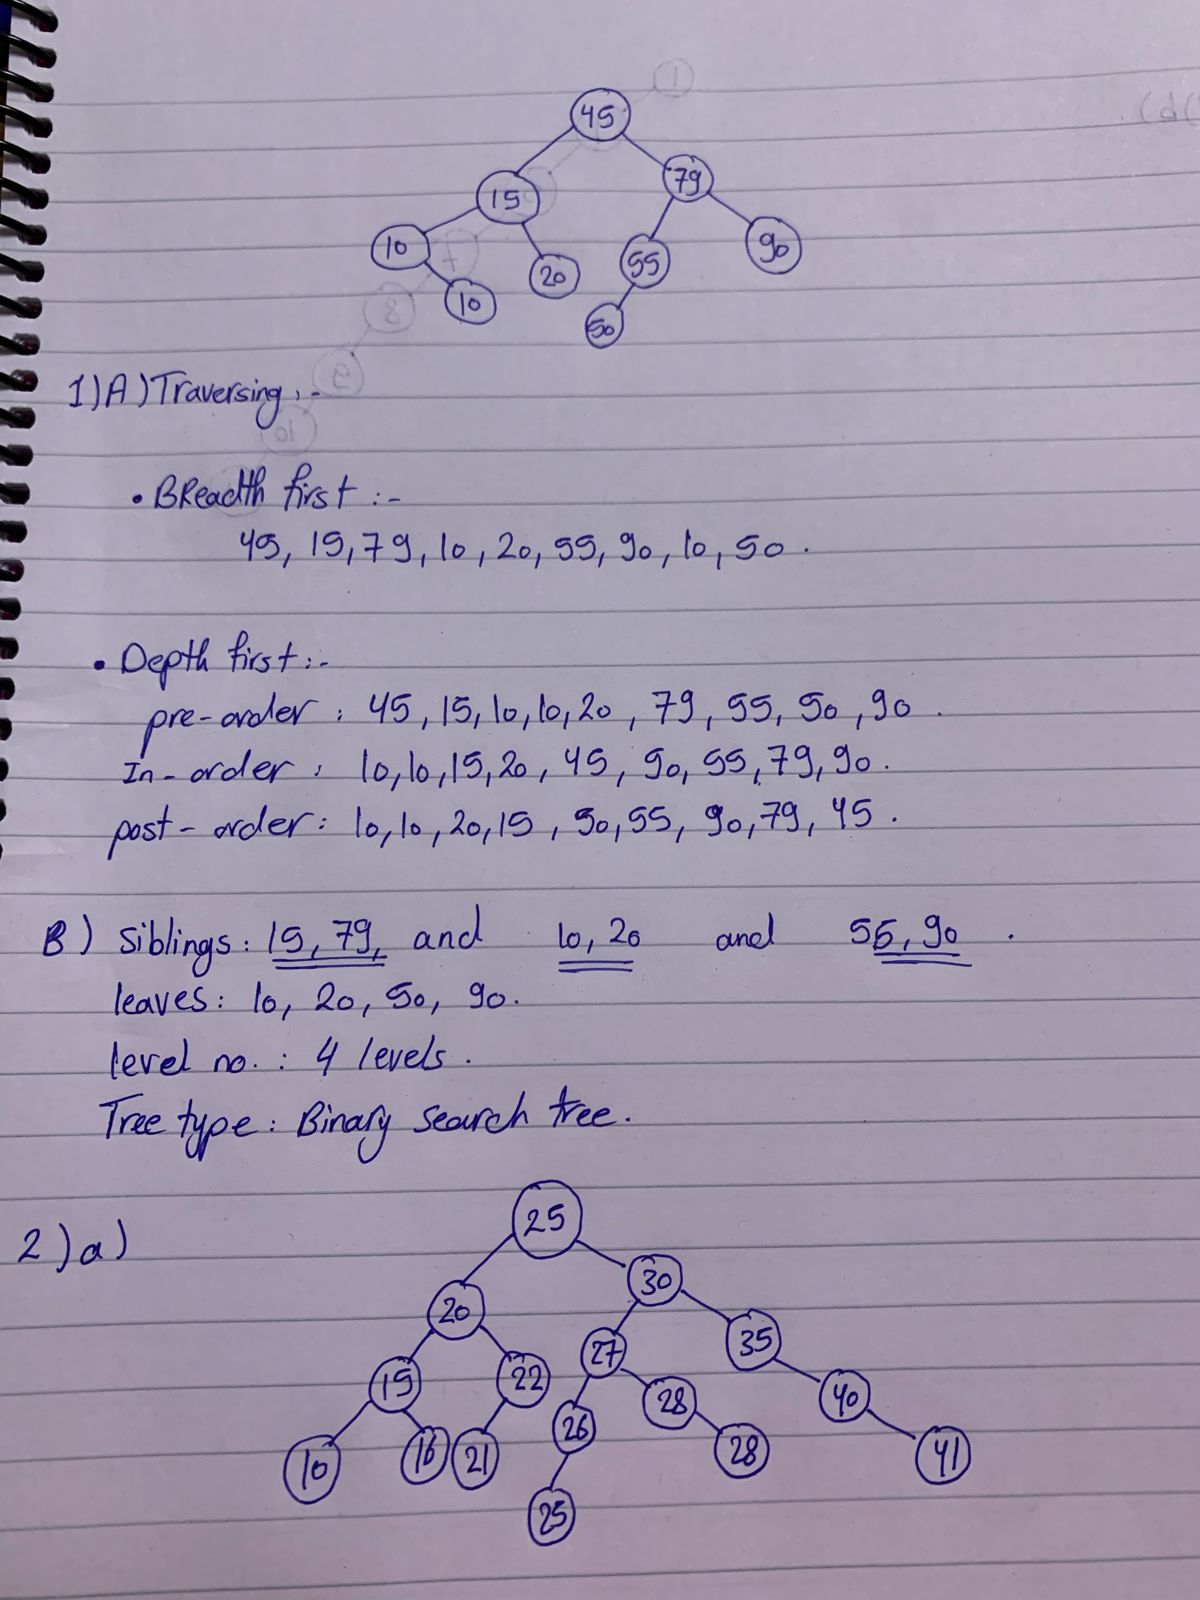 45
15 79
10 20 55 90
10 50
1)A) Traversing :-
• BReadth first :-
45, 15, 79, 10, 20, 55, 90, 10, 50.
• Depth first :-
pre-order : 45, 15, 10, 10, 20, 79, 55, 50, 90.
In-order : 10, 10, 15, 20, 45, 50, 55, 79, 90.
post-order : 10, 10, 20, 15, 50, 55, 90, 79, 45.
B) Siblings: 15, 79, and 10, 20 and 55, 90.
leaves: 10, 20, 50, 90.
level no. : 4 levels.
Tree type: Binary search tree.
2)a)
25
20 30
15 22 27 35
10 16 21 26 28 40
25 28 41